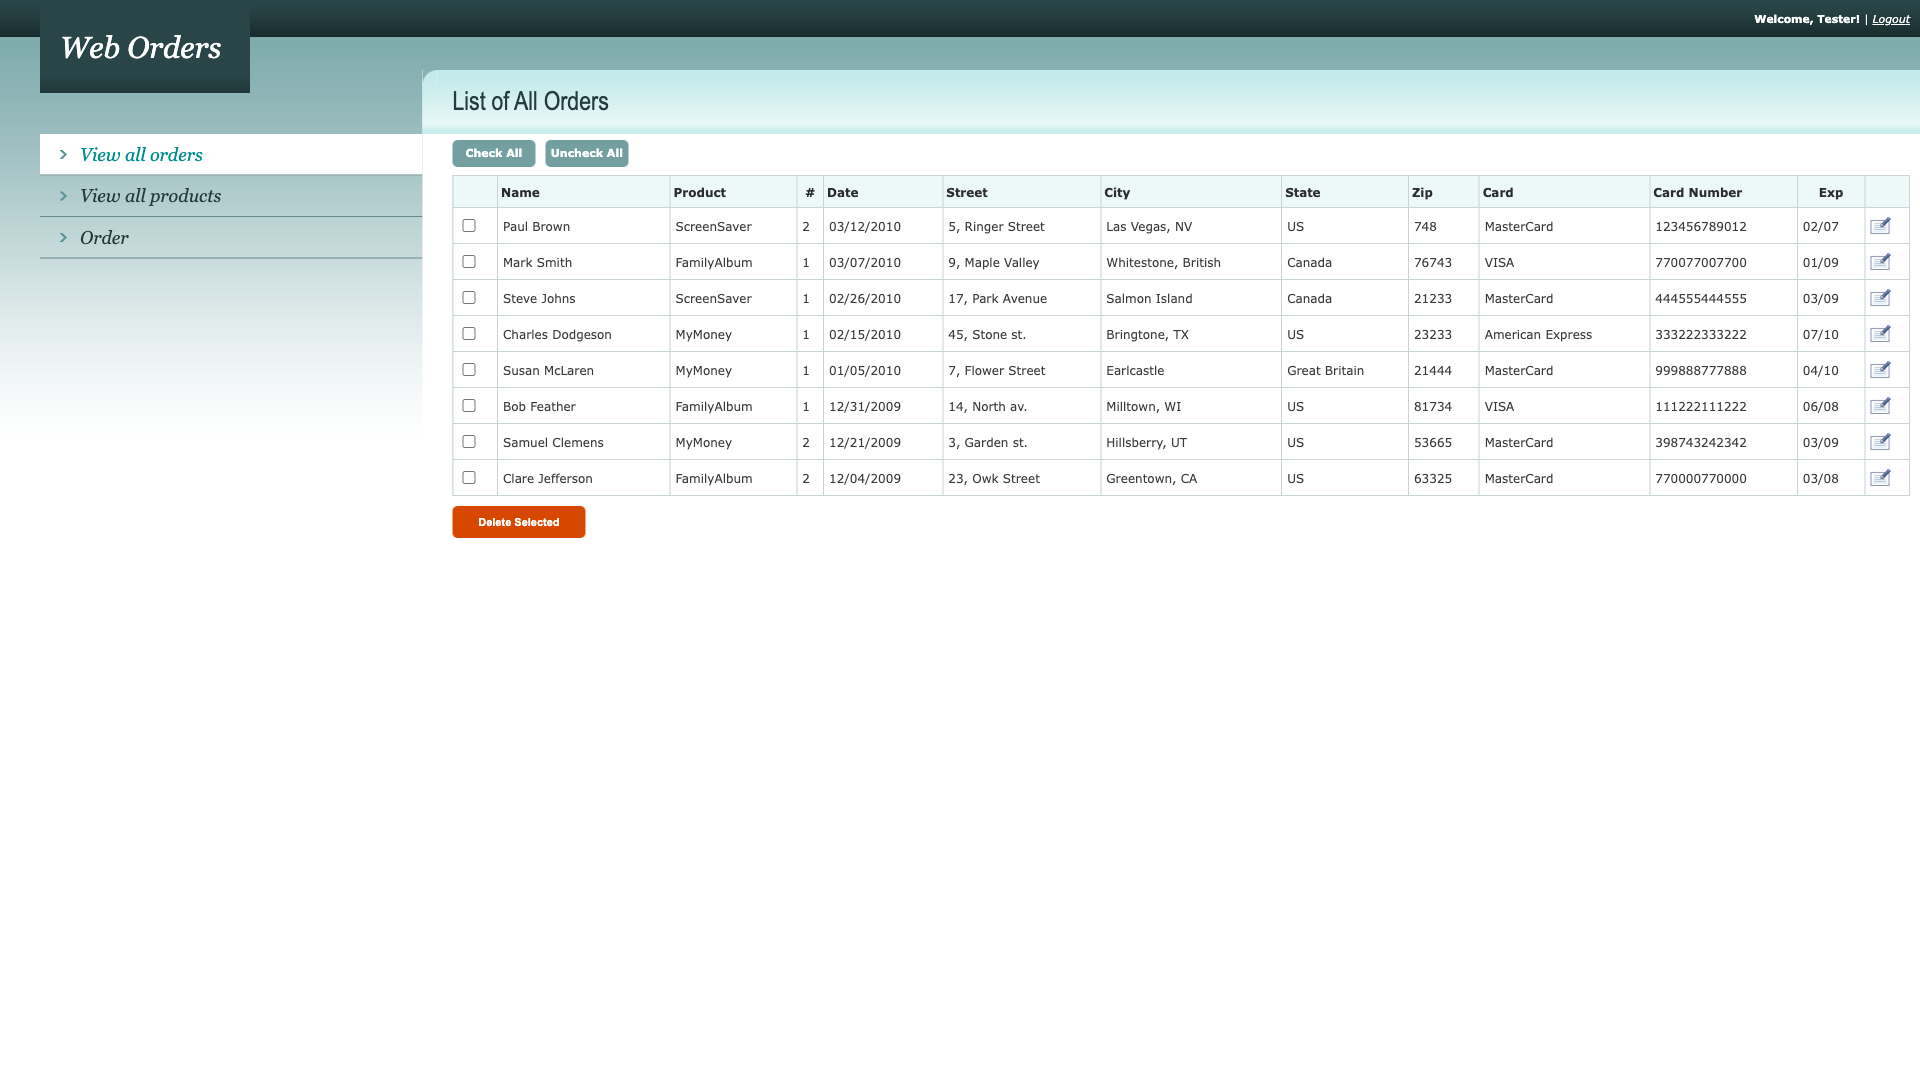 Welcome, Tester! | Logout
Web Orders
List of All Orders
View all orders
View all products
Order
Check All Uncheck All
Name Product # Date Street City State Zip Card Card Number Exp
Paul Brown ScreenSaver 2 03/12/2010 5, Ringer Street Las Vegas, NV US 748 MasterCard 123456789012 02/07
Mark Smith FamilyAlbum 1 03/07/2010 9, Maple Valley Whitestone, British Canada 76743 VISA 770077007700 01/09
Steve Johns ScreenSaver 1 02/26/2010 17, Park Avenue Salmon Island Canada 21233 MasterCard 444555444555 03/09
Charles Dodgeson MyMoney 1 02/15/2010 45, Stone st. Bringtone, TX US 23233 American Express 333222333222 07/10
Susan McLaren MyMoney 1 01/05/2010 7, Flower Street Earlcastle Great Britain 21444 MasterCard 999888777888 04/10
Bob Feather FamilyAlbum 1 12/31/2009 14, North av. Milltown, WI US 81734 VISA 111222111222 06/08
Samuel Clemens MyMoney 2 12/21/2009 3, Garden st. Hillsberry, UT US 53665 MasterCard 398743242342 03/09
Clare Jefferson FamilyAlbum 2 12/04/2009 23, Owk Street Greentown, CA US 63325 MasterCard 770000770000 03/08
Delete Selected